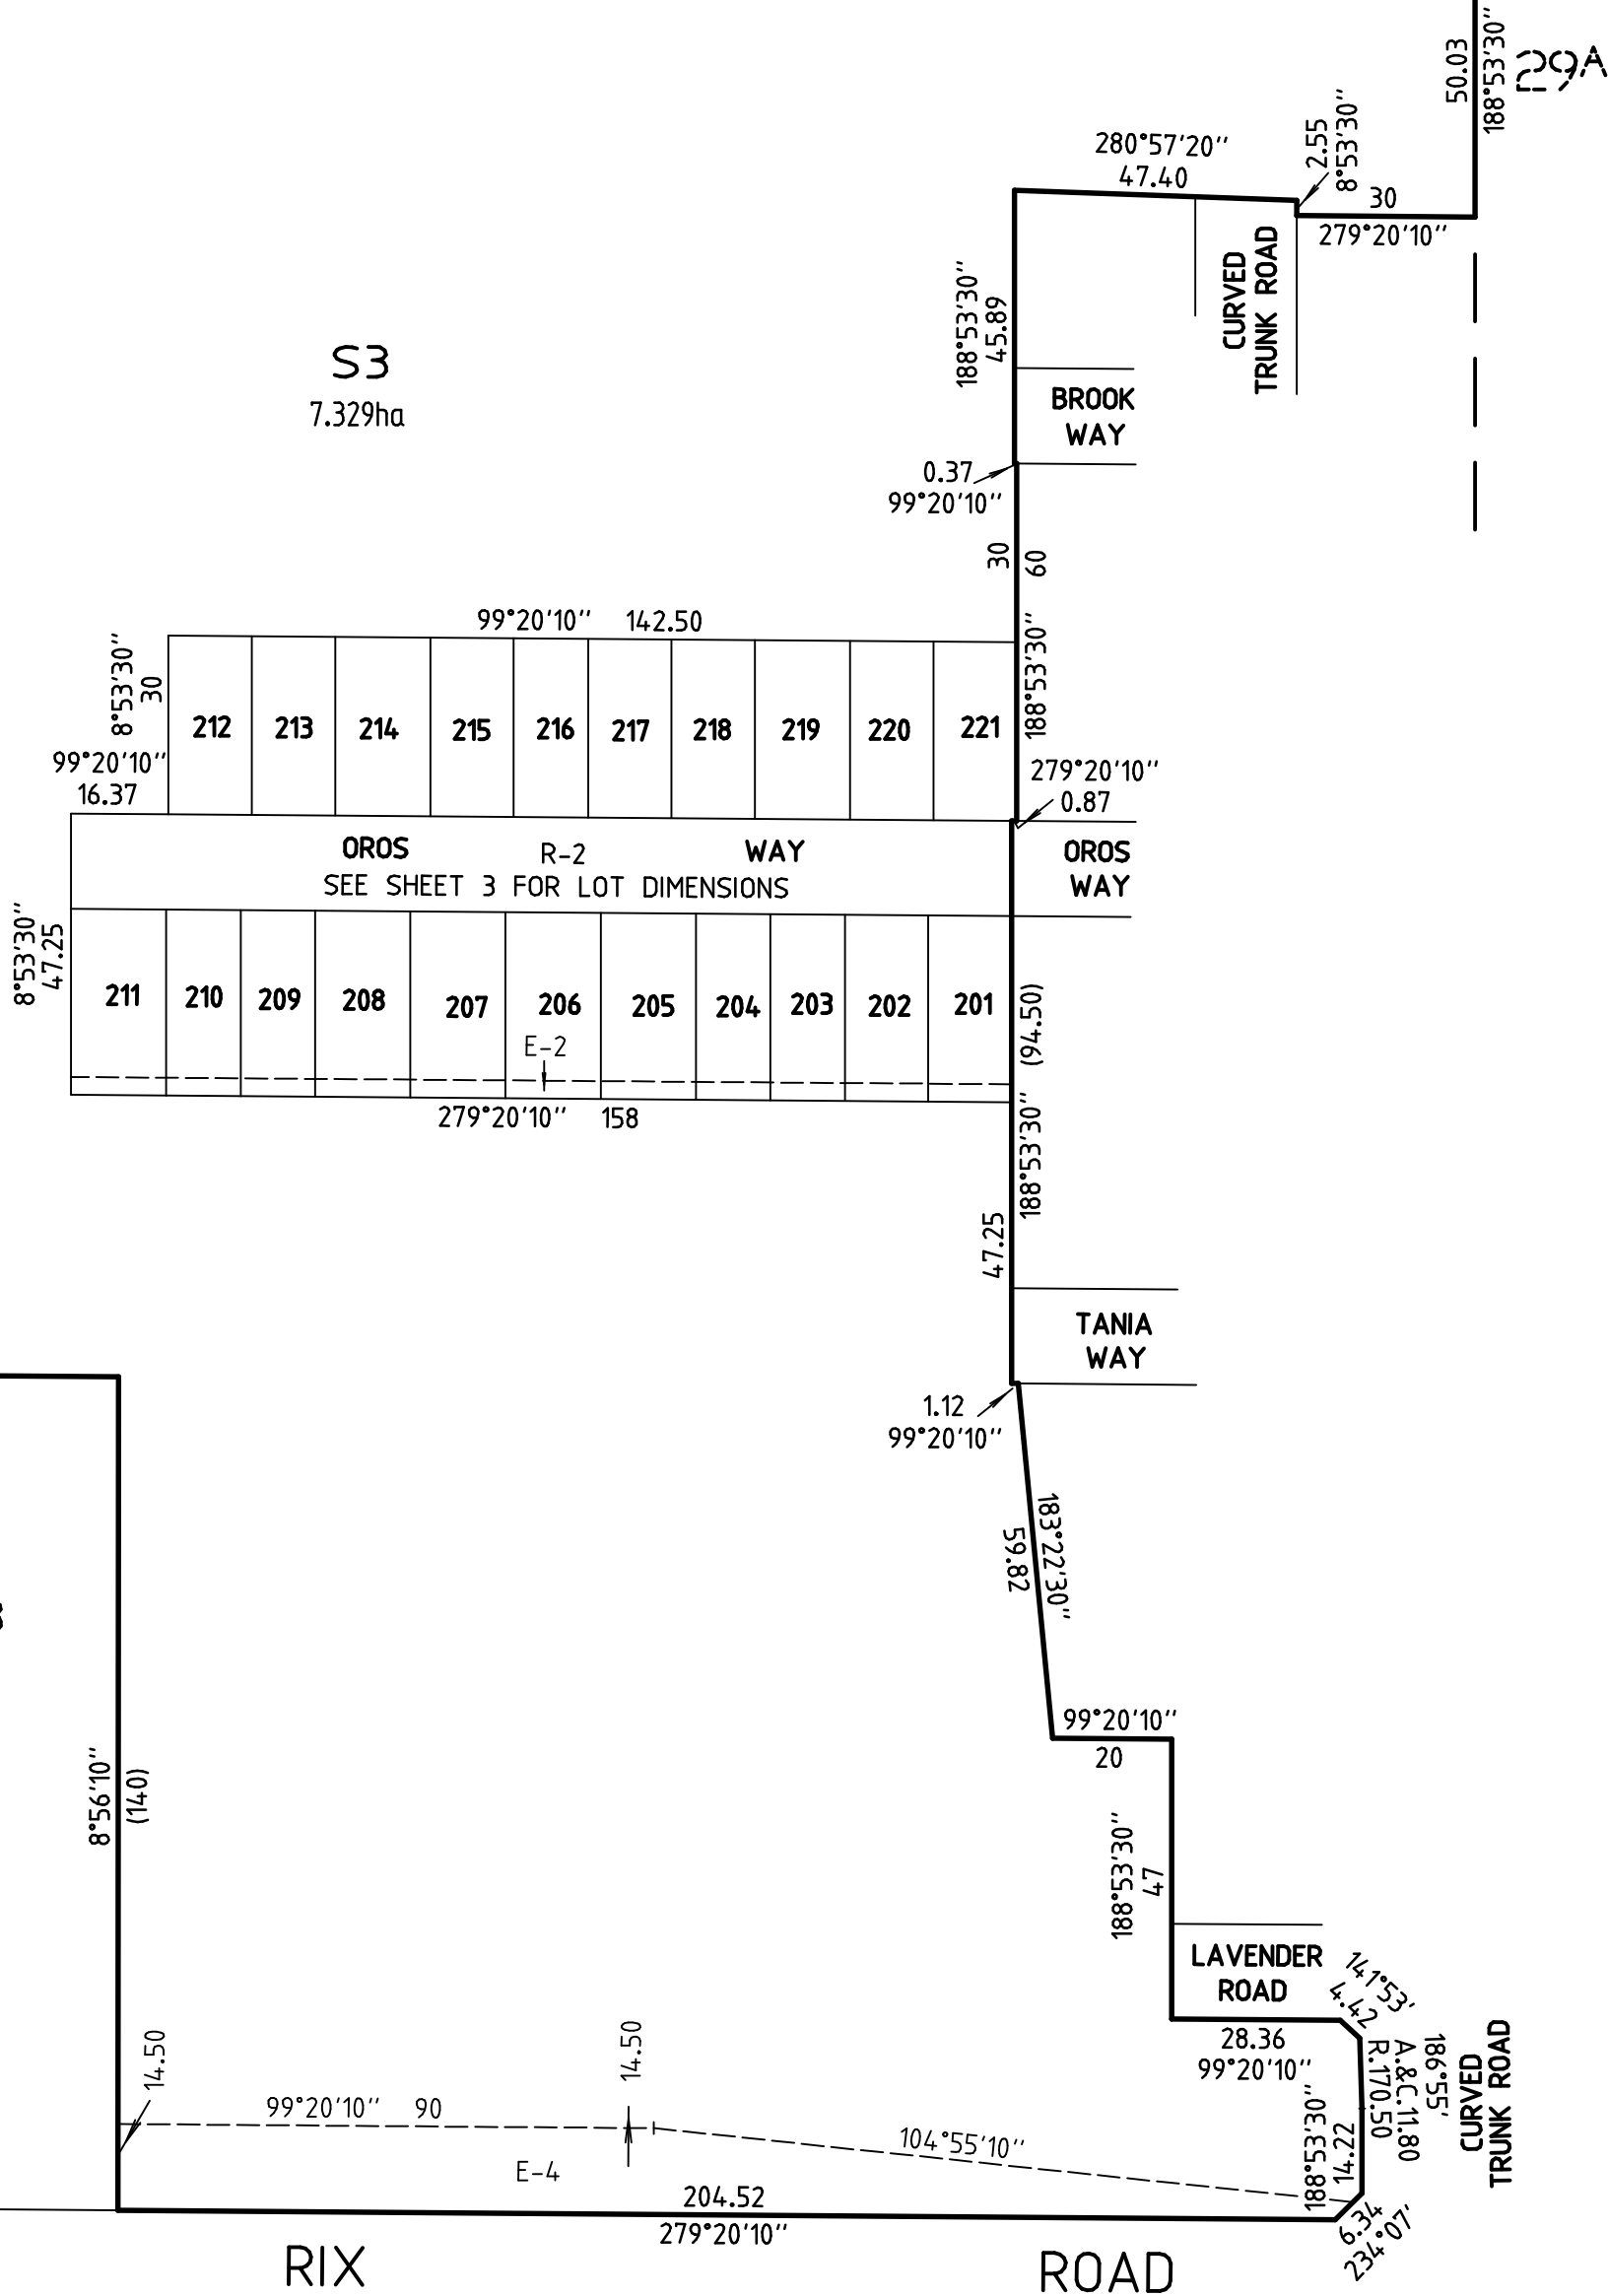 50.03
188°53'30"
29A
2.55
8°53'30"
280°57'20"
47.40
30
279°20'10"
CURVED
TRUNK ROAD
188°53'30"
45.89
S3
7.329ha
BROOK
WAY
0.37
99°20'10"
30
60
188°53'30"
99°20'10" 142.50
8°53'30"
30
212 213 214 215 216 217 218 219 220 221
99°20'10"
16.37
279°20'10"
0.87
OROS R-2 WAY
SEE SHEET 3 FOR LOT DIMENSIONS
OROS
WAY
8°53'30"
47.25
211 210 209 208 207 206 205 204 203 202 201
E-2
(94.50)
188°53'30"
279°20'10" 158
47.25
TANIA
WAY
1.12
99°20'10"
183°22'30"
59.82
99°20'10"
20
8°56'10"
(140)
188°53'30"
47
LAVENDER
ROAD
141°53'
4.42
28.36
99°20'10"
186°55'
A.&C.11.80
R.170.50
CURVED
TRUNK ROAD
14.50
14.50
99°20'10" 90
104°55'10"
188°53'30"
14.22
E-4
204.52
279°20'10"
6.34
234°07'
RIX ROAD